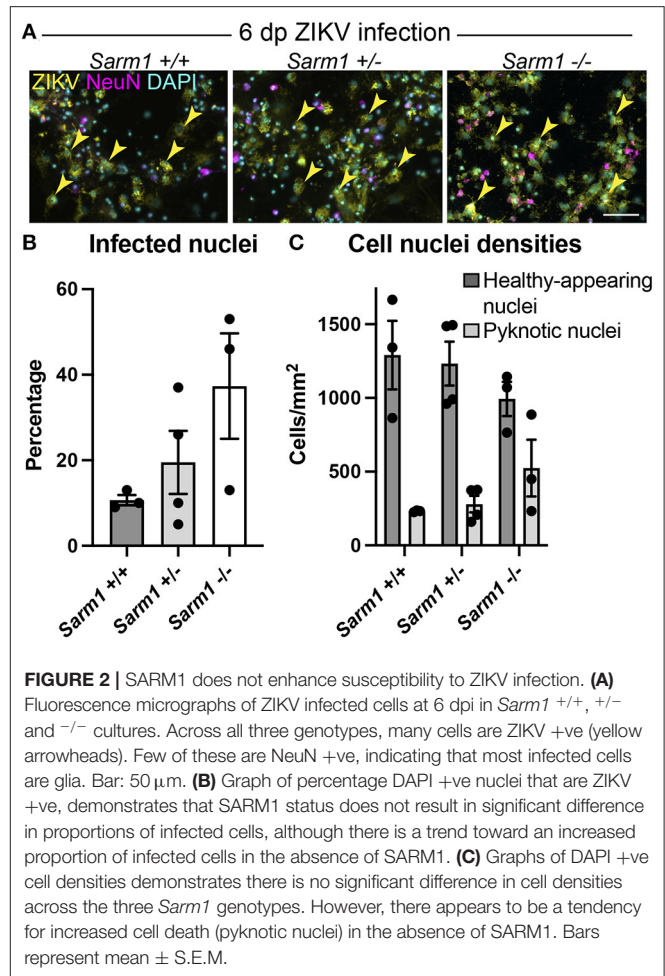 A
6 dp ZIKV infection
Sarm1 +/+
Sarm1 +/-
Sarm1 -/-
ZIKV NeuN DAPI
B
Infected nuclei
Percentage
60
40
20
0
Sarm1 +/+
Sarm1 +/-
Sarm1 -/-
C
Cell nuclei densities
Healthy-appearing
nuclei
Pyknotic nuclei
Cells/mm²
1500
1000
500
0
Sarm1 +/+
Sarm1 +/-
Sarm1 -/-
FIGURE 2 | SARM1 does not enhance susceptibility to ZIKV infection. (A)
Fluorescence micrographs of ZIKV infected cells at 6 dpi in Sarm1 +/+, +/−
and −/− cultures. Across all three genotypes, many cells are ZIKV +ve (yellow
arrowheads). Few of these are NeuN +ve, indicating that most infected cells
are glia. Bar: 50 μm. (B) Graph of percentage DAPI +ve nuclei that are ZIKV
+ve, demonstrates that SARM1 status does not result in significant difference
in proportions of infected cells, although there is a trend toward an increased
proportion of infected cells in the absence of SARM1. (C) Graphs of DAPI +ve
cell densities demonstrates there is no significant difference in cell densities
across the three Sarm1 genotypes. However, there appears to be a tendency
for increased cell death (pyknotic nuclei) in the absence of SARM1. Bars
represent mean ± S.E.M.